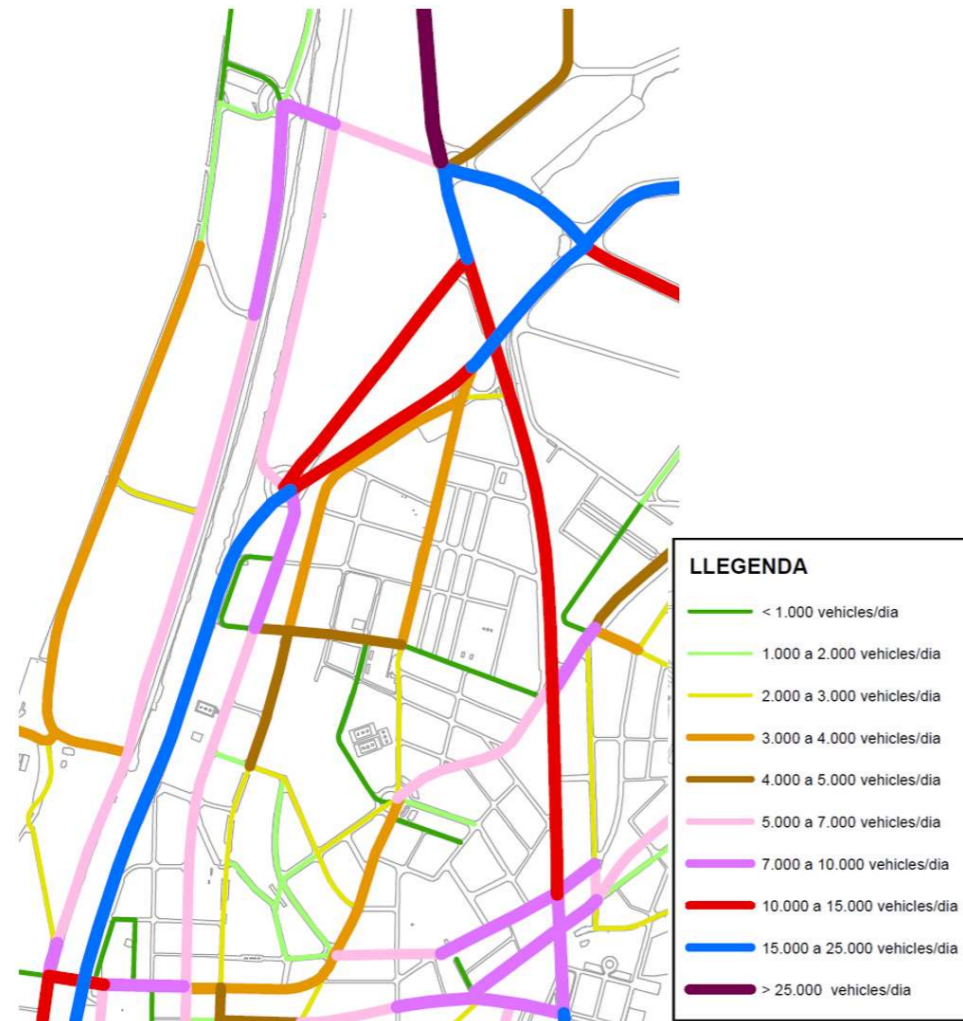 LLEGENDA
< 1.000 vehicles/dia
1.000 a 2.000 vehicles/dia
2.000 a 3.000 vehicles/dia
3.000 a 4.000 vehicles/dia
4.000 a 5.000 vehicles/dia
5.000 a 7.000 vehicles/dia
7.000 a 10.000 vehicles/dia
10.000 a 15.000 vehicles/dia
15.000 a 25.000 vehicles/dia
> 25.000 vehicles/dia